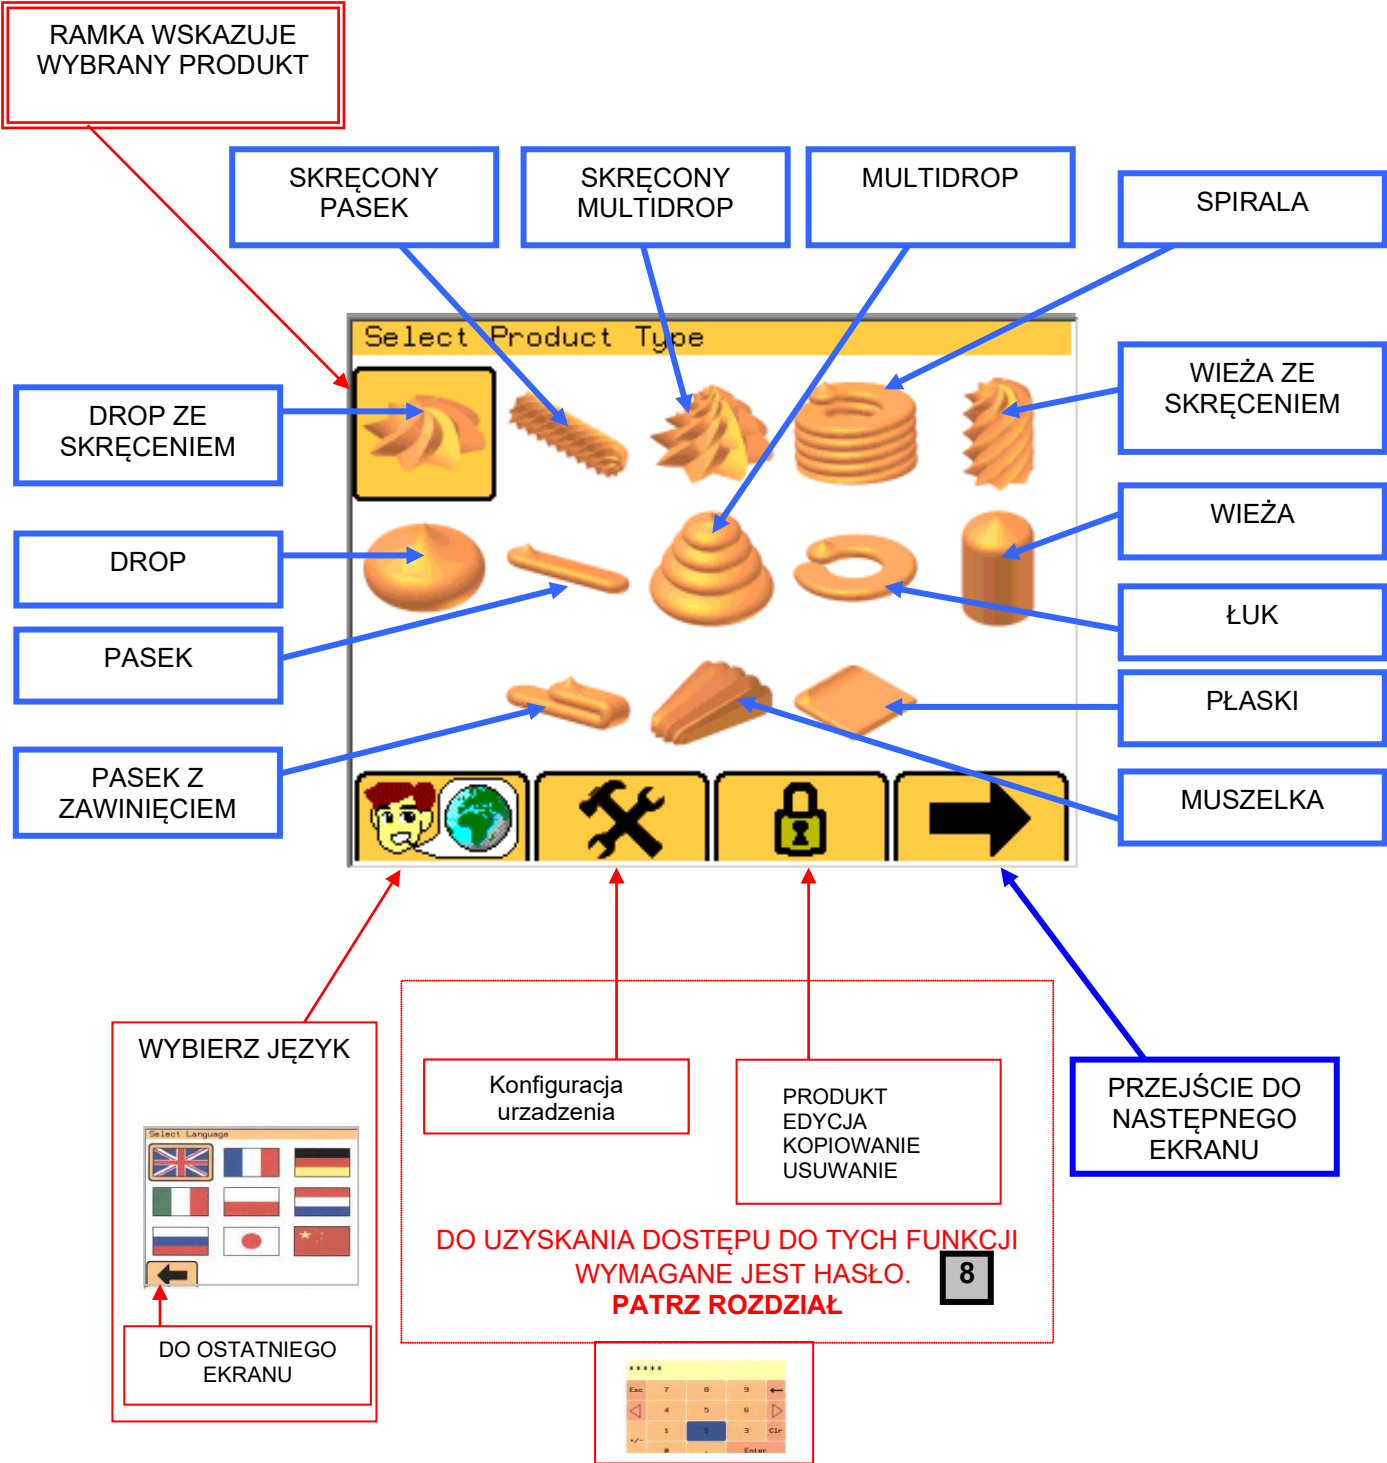 RAMKA WSKAZUJE
WYBRANY PRODUKT
SKRĘCONY
PASEK
SKRĘCONY
MULTIDROP
MULTIDROP
SPIRALA
Select Product Type
WIEŻA ZE
SKRĘCENIEM
DROP ZE
SKRĘCENIEM
WIEŻA
DROP
ŁUK
PASEK
PŁASKI
PASEK Z
ZAWINIĘCIEM
MUSZELKA
WYBIERZ JĘZYK
Select Language
DO OSTATNIEGO
EKRANU
Konfiguracja
urzadzenia
PRODUKT
EDYCJA
KOPIOWANIE
USUWANIE
PRZEJŚCIE DO
NASTĘPNEGO
EKRANU
DO UZYSKANIA DOSTĘPU DO TYCH FUNKCJI
WYMAGANE JEST HASŁO.
8
PATRZ ROZDZIAŁ
*****
Esc 7 8 9
4 5 6
1 2 3 Clr
+/- 0 . Enter